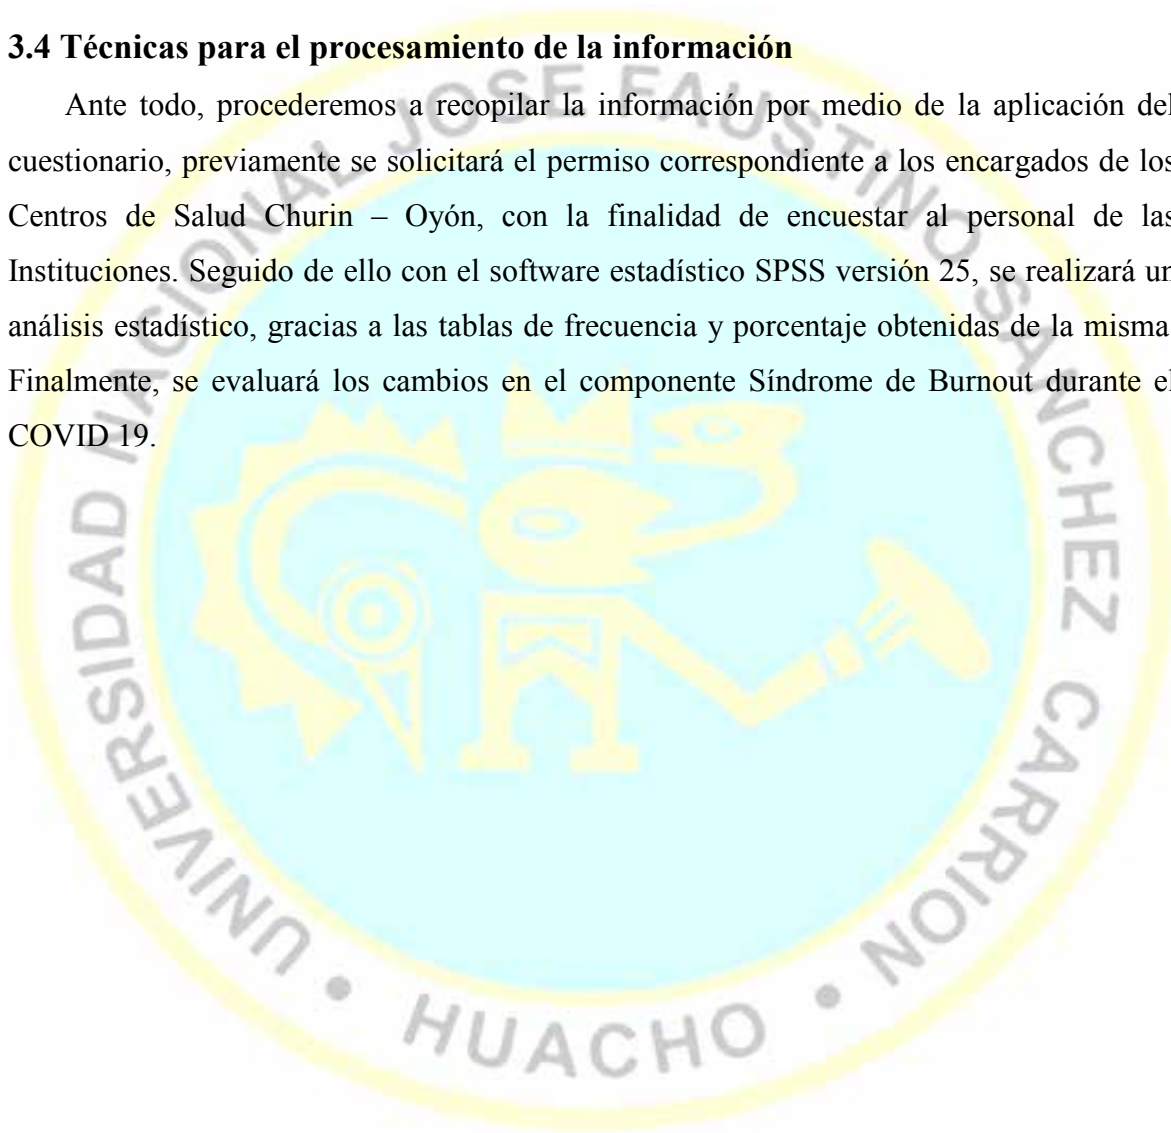 3.4 Técnicas para el procesamiento de la información
Ante todo, procederemos a recopilar la información por medio de la aplicación del
cuestionario, previamente se solicitará el permiso correspondiente a los encargados de los
Centros de Salud Churin – Oyón, con la finalidad de encuestar al personal de las
Instituciones. Seguido de ello con el software estadístico SPSS versión 25, se realizará un
análisis estadístico, gracias a las tablas de frecuencia y porcentaje obtenidas de la misma.
Finalmente, se evaluará los cambios en el componente Síndrome de Burnout durante el
COVID 19.
UNIVERSIDAD NACIONAL JOSE FAUSTINO SANCHEZ CARRION
• HUACHO •